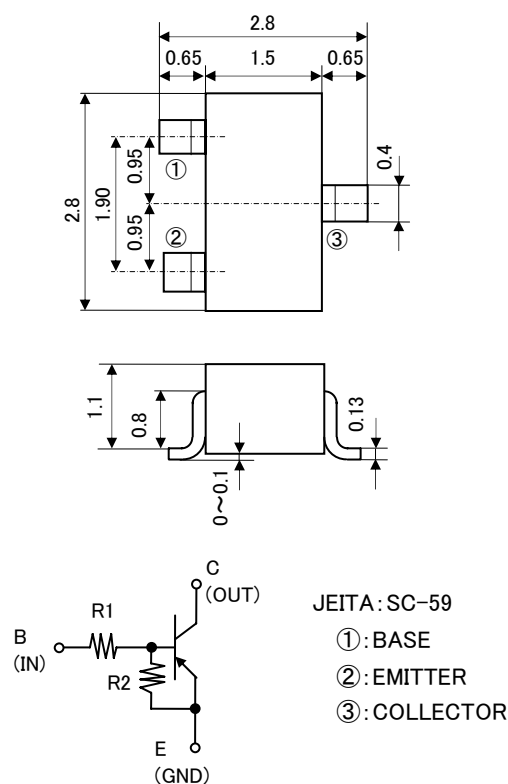 2.8
0.65 1.5 0.65
①
0.95
1.90
2.8
0.95
②
0.4
③
1.1
0.8
0.13
0~0.1
C
(OUT)
R1
B
(IN)
R2
E
(GND)
JEITA:SC-59
①:BASE
②:EMITTER
③:COLLECTOR